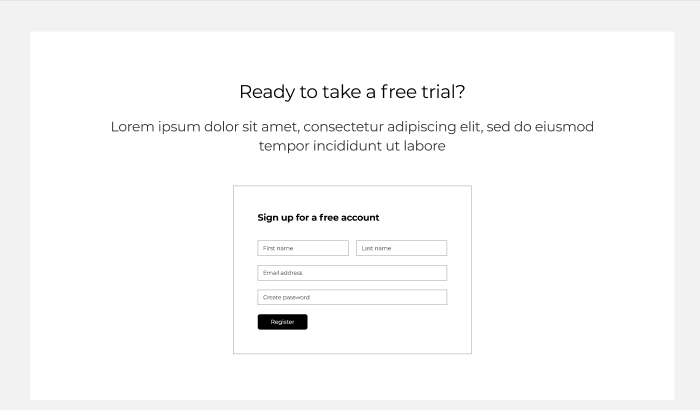 Ready to take a free trial?
Lorem ipsum dolor sit amet, consectetur adipiscing elit, sed do eiusmod
tempor incididunt ut labore
Sign up for a free account
First name
Last name
Email address
Create password
Register